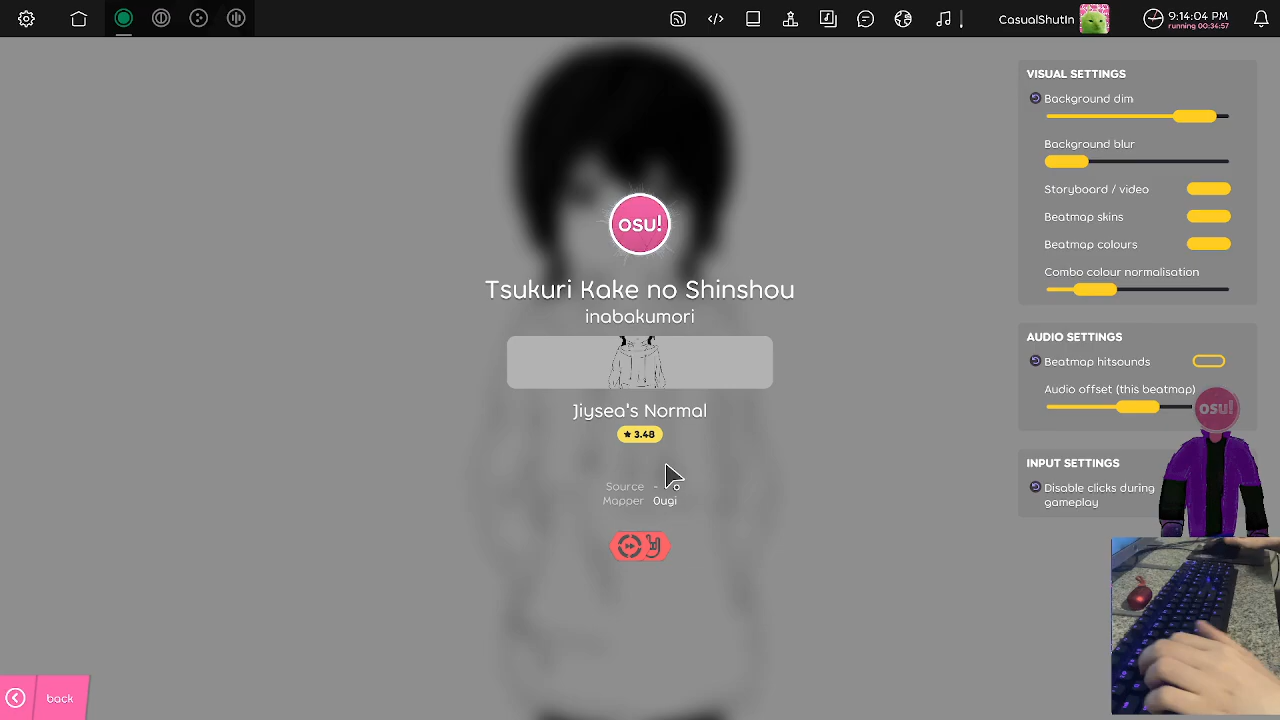 CasualShutIn
9:14:04 PM
running 00:34:57
VISUAL SETTINGS
Background dim
Background blur
Storyboard / video
Beatmap skins
Beatmap colours
Combo colour normalisation
AUDIO SETTINGS
Beatmap hitsounds
Audio offset (this beatmap)
osu!
INPUT SETTINGS
Disable clicks during
gameplay
osu!
Tsukuri Kake no Shinshou
inabakumori
Jiysea's Normal
3.48
Source -
Mapper Ougi
back